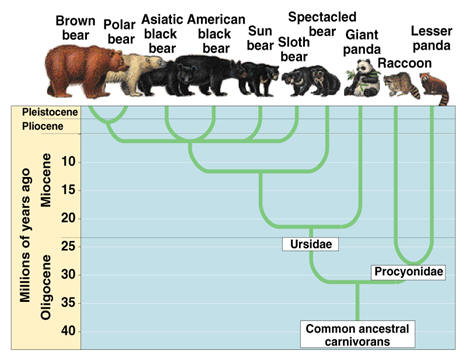 Brown
bear
Polar
bear
Asiatic
black
bear
American
black
bear
Sun
bear
Sloth
bear
Spectacled
bear
Giant
panda
Raccoon
Lesser
panda
Pleistocene
Pliocene
Millions of years ago
Miocene
Oligocene
10
15
20
25
30
35
40
Ursidae
Procyonidae
Common ancestral
carnivorans